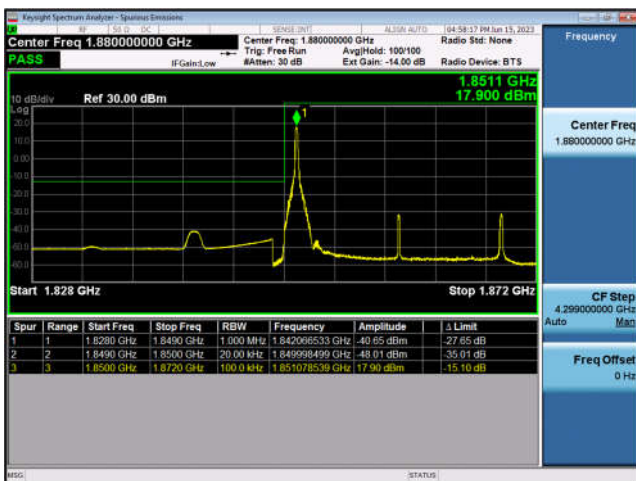 Keysight Spectrum Analyzer - Spurious Emissions
RF 50 Ω DC SENSE:INT ALIGN AUTO 04:58:17 PM Jun 15, 2023
Center Freq 1.880000000 GHz
Center Freq: 1.880000000 GHz Radio Std: None
PASS
Trig: Free Run Avg|Hold: 100/100
IFGain:Low #Atten: 30 dB Ext Gain: -14.00 dB Radio Device: BTS
1.8511 GHz
17.900 dBm
10 dB/div Ref 30.00 dBm
Log
20.0
10.0
0.00
-10.0
-20.0
-30.0
-40.0
-50.0
-60.0
1
Start 1.828 GHz Stop 1.872 GHz
Spur Range Start Freq Stop Freq RBW Frequency Amplitude Δ Limit
1 1 1.8280 GHz 1.8490 GHz 1.000 MHz 1.842066533 GHz -40.65 dBm -27.65 dB
2 2 1.8490 GHz 1.8500 GHz 20.00 kHz 1.849998499 GHz -48.01 dBm -35.01 dB
3 3 1.8500 GHz 1.8720 GHz 100.0 kHz 1.851078539 GHz 17.90 dBm -15.10 dB
MSG STATUS
Frequency
Center Freq
1.880000000 GHz
CF Step
4.299000000 GHz
Auto Man
Freq Offset
0 Hz